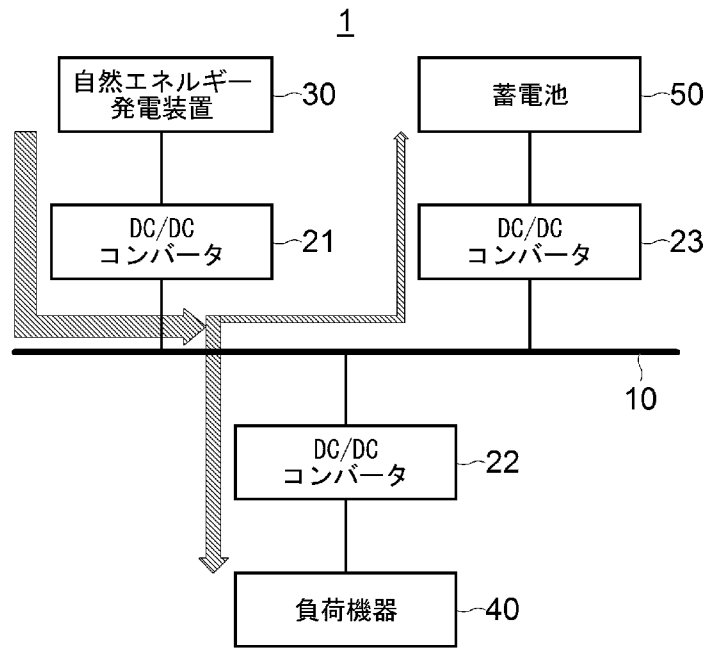 1
自然エネルギー
発電装置
30
蓄電池
50
DC/DC
コンバータ
21
DC/DC
コンバータ
23
10
DC/DC
コンバータ
22
負荷機器
40